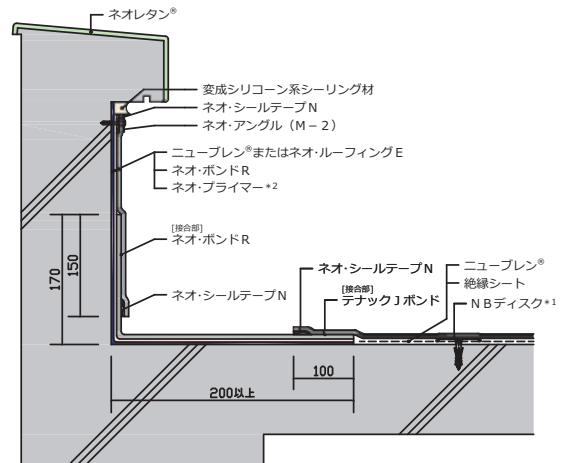 ネオレタン®
変成シリコーン系シーリング材
ネオ･シールテープN
ネオ･アングル（M－2）
ニューブレン®またはネオ･ルーフィングE
ネオ･ボンドR
ネオ･プライマー*2
[接合部]
ネオ･ボンドR
170
150
ネオ･シールテープN
ネオ･シールテープN
[接合部]
テナックJボンド
ニューブレン®
絶縁シート
NBディスク*1
100
200以上